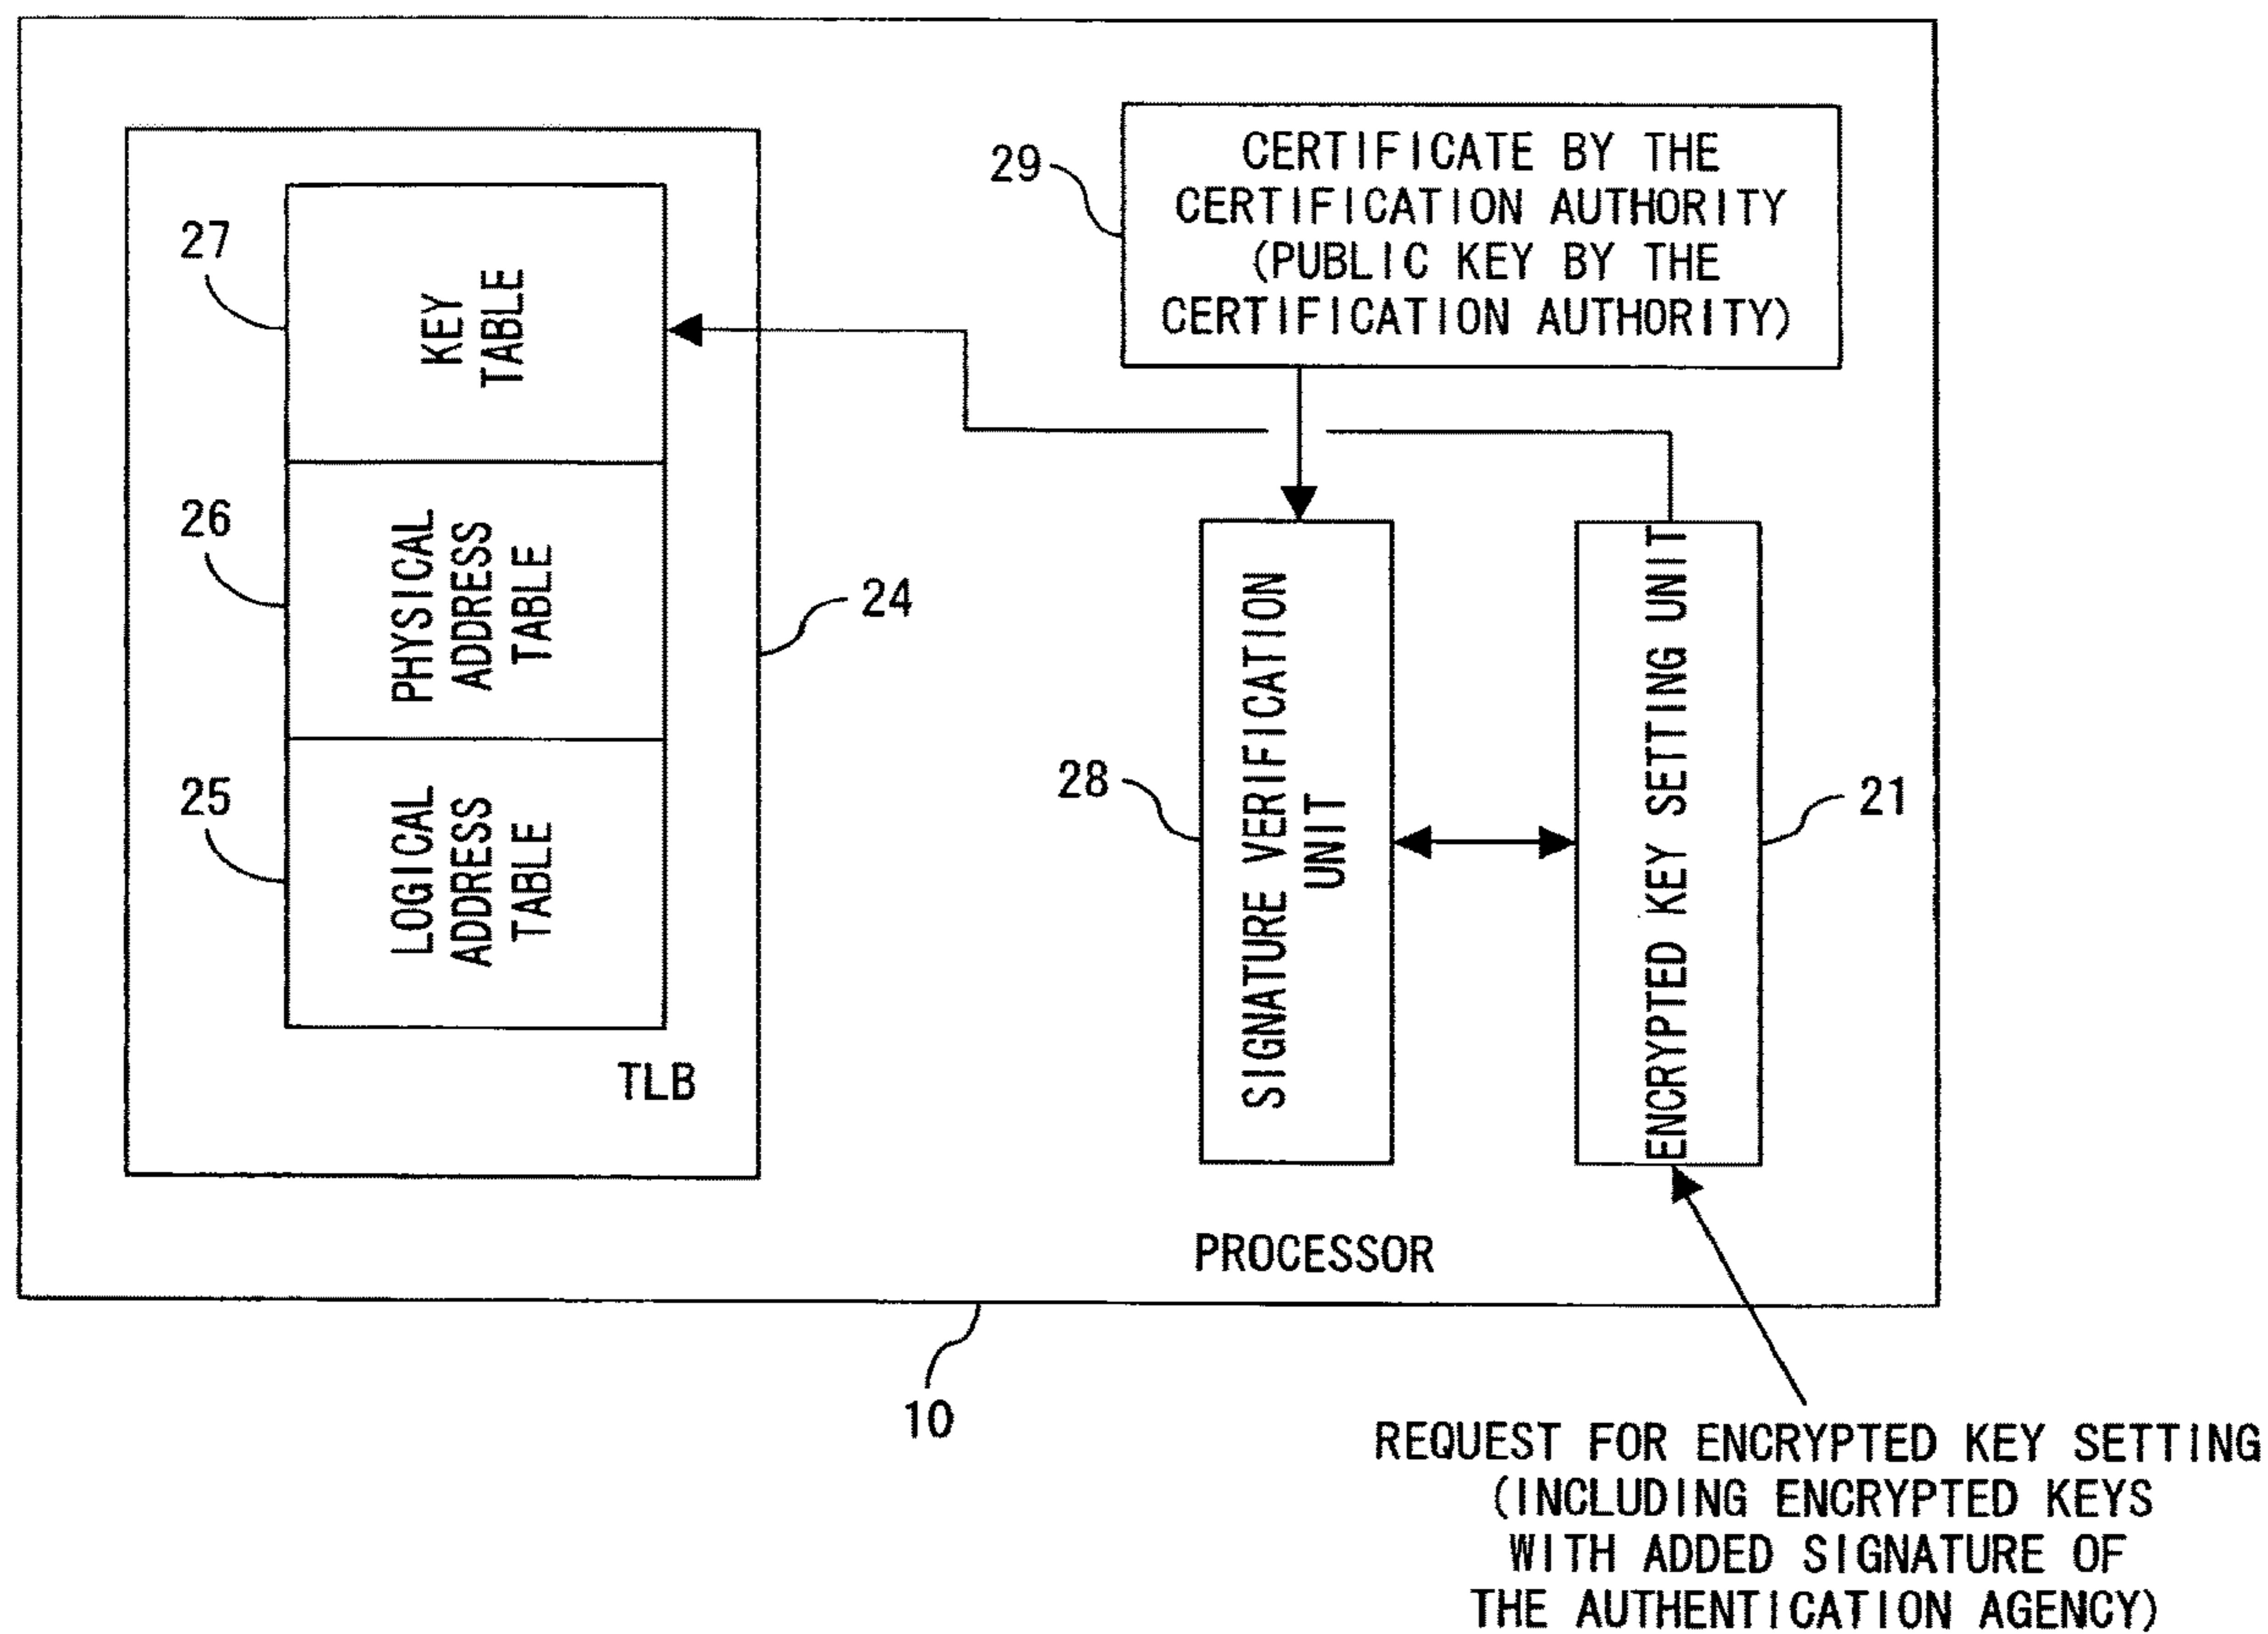 29
CERTIFICATE BY THE
CERTIFICATION AUTHORITY
(PUBLIC KEY BY THE
CERTIFICATION AUTHORITY)
27
KEY
TABLE
26
PHYSICAL
ADDRESS
TABLE
25
LOGICAL
ADDRESS
TABLE
TLB
24
28
SIGNATURE VERIFICATION
UNIT
ENCRYPTED KEY SETTING UNIT
21
PROCESSOR
10
REQUEST FOR ENCRYPTED KEY SETTING
(INCLUDING ENCRYPTED KEYS
WITH ADDED SIGNATURE OF
THE AUTHENTICATION AGENCY)